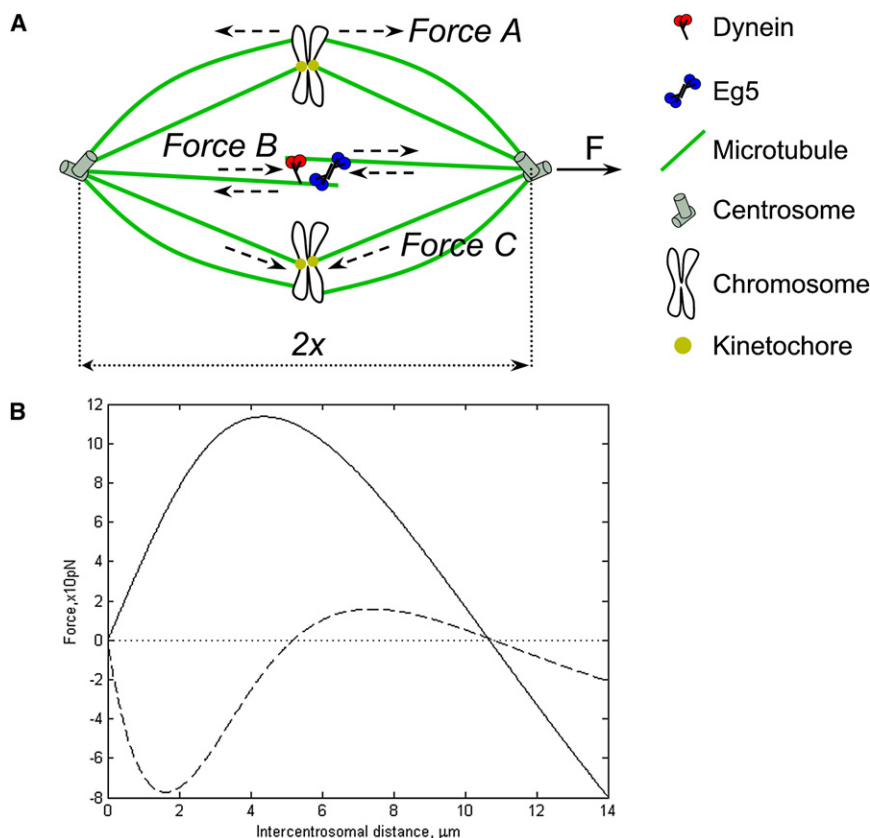 A
Force A
Force B
F
Force C
2x
Dynein
Eg5
Microtubule
Centrosome
Chromosome
Kinetochore
B
12
10
8
6
4
2
0
-2
-4
-6
-8
Force,x10pN
0 2 4 6 8 10 12 14
Intercentrosomal distance, μm